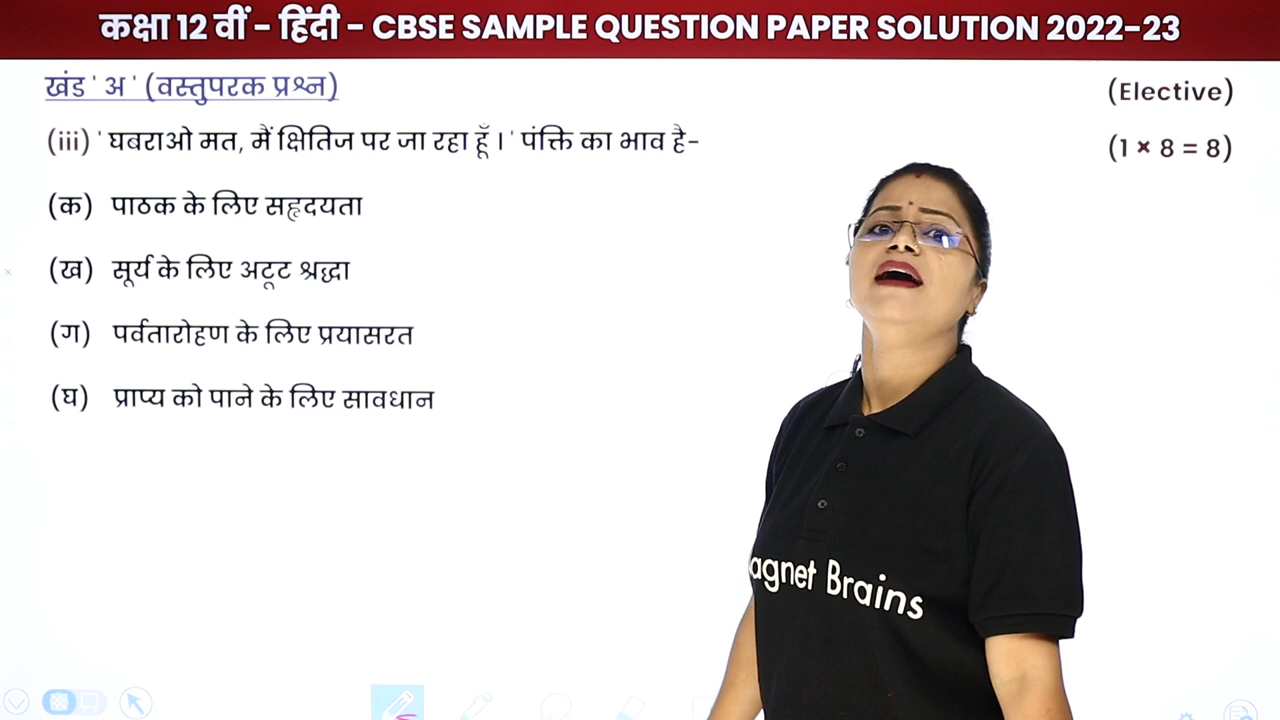 कक्षा 12 वीं - हिंदी - CBSE SAMPLE QUESTION PAPER SOLUTION 2022-23
खंड ' अ ' (वस्तुपरक प्रश्न)
(Elective)
(iii) ' घबराओ मत, मैं क्षितिज पर जा रहा हूँ । ' पंक्ति का भाव है-
(1 × 8 = 8)
(क) पाठक के लिए सहृदयता
(ख) सूर्य के लिए अटूट श्रद्धा
(ग) पर्वतारोहण के लिए प्रयासरत
(घ) प्राप्य को पाने के लिए सावधान
agnet Brains